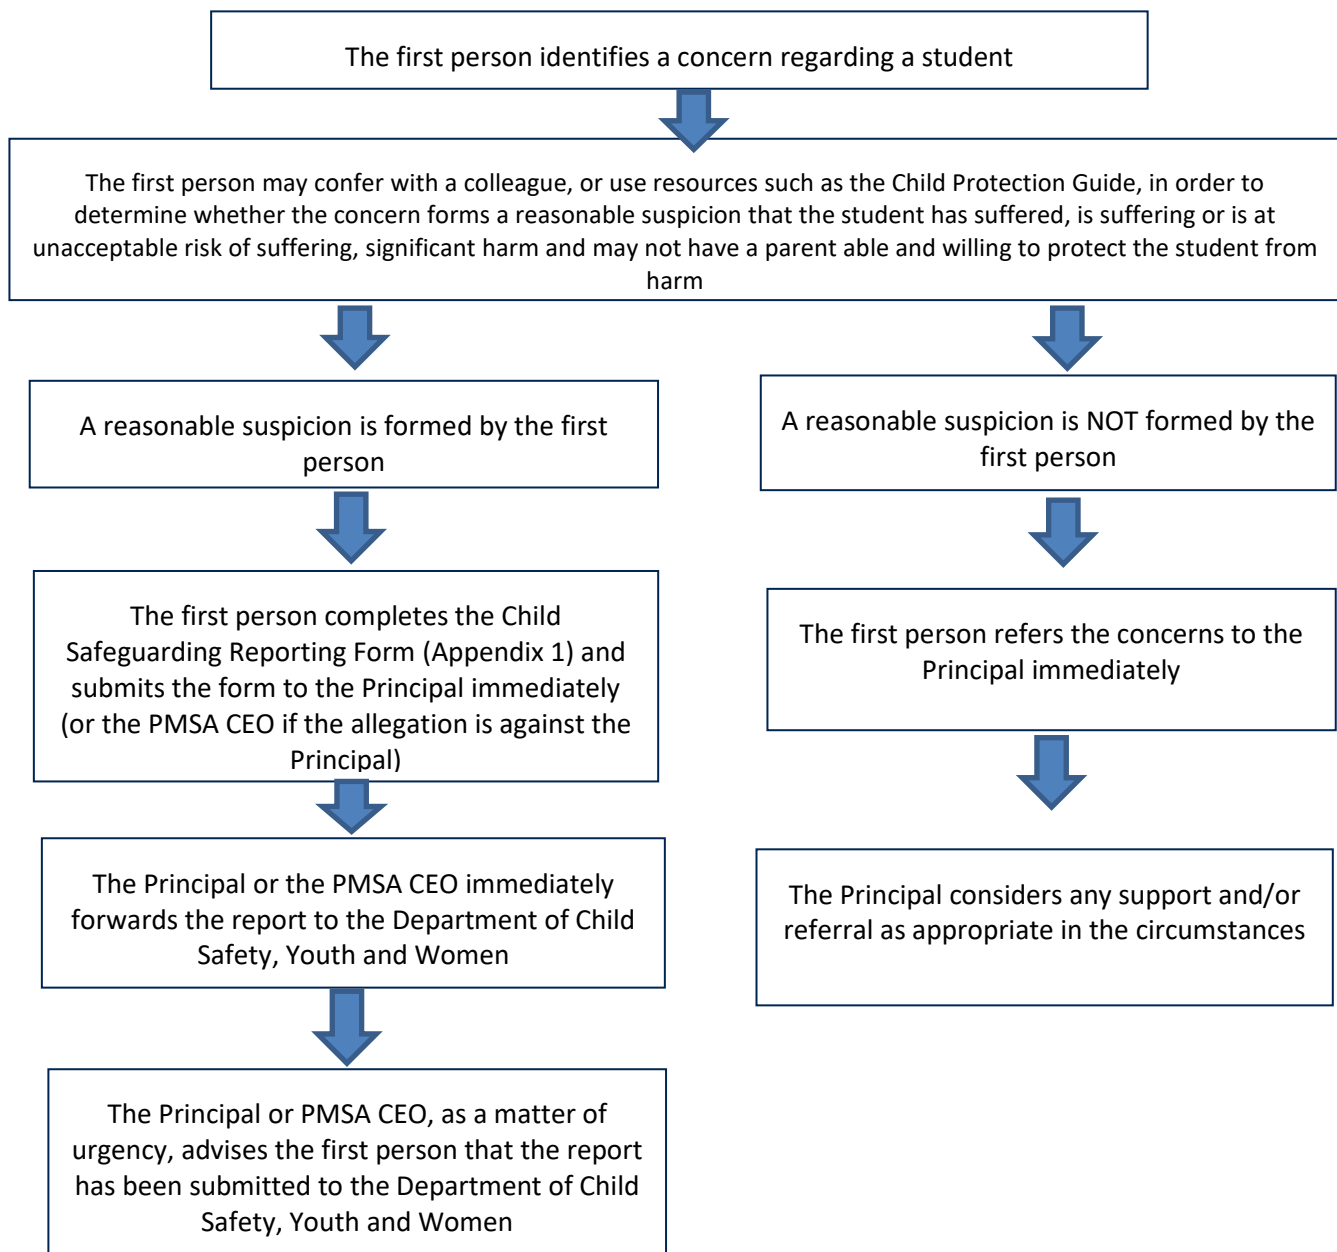 The first person identifies a concern regarding a student
The first person may confer with a colleague, or use resources such as the Child Protection Guide, in order to
determine whether the concern forms a reasonable suspicion that the student has suffered, is suffering or is at
unacceptable risk of suffering, significant harm and may not have a parent able and willing to protect the student from
harm
A reasonable suspicion is formed by the first
person
The first person completes the Child
Safeguarding Reporting Form (Appendix 1) and
submits the form to the Principal immediately
(or the PMSA CEO if the allegation is against the
Principal)
The Principal or the PMSA CEO immediately
forwards the report to the Department of Child
Safety, Youth and Women
The Principal or PMSA CEO, as a matter of
urgency, advises the first person that the report
has been submitted to the Department of Child
Safety, Youth and Women
A reasonable suspicion is NOT formed by the
first person
The first person refers the concerns to the
Principal immediately
The Principal considers any support and/or
referral as appropriate in the circumstances